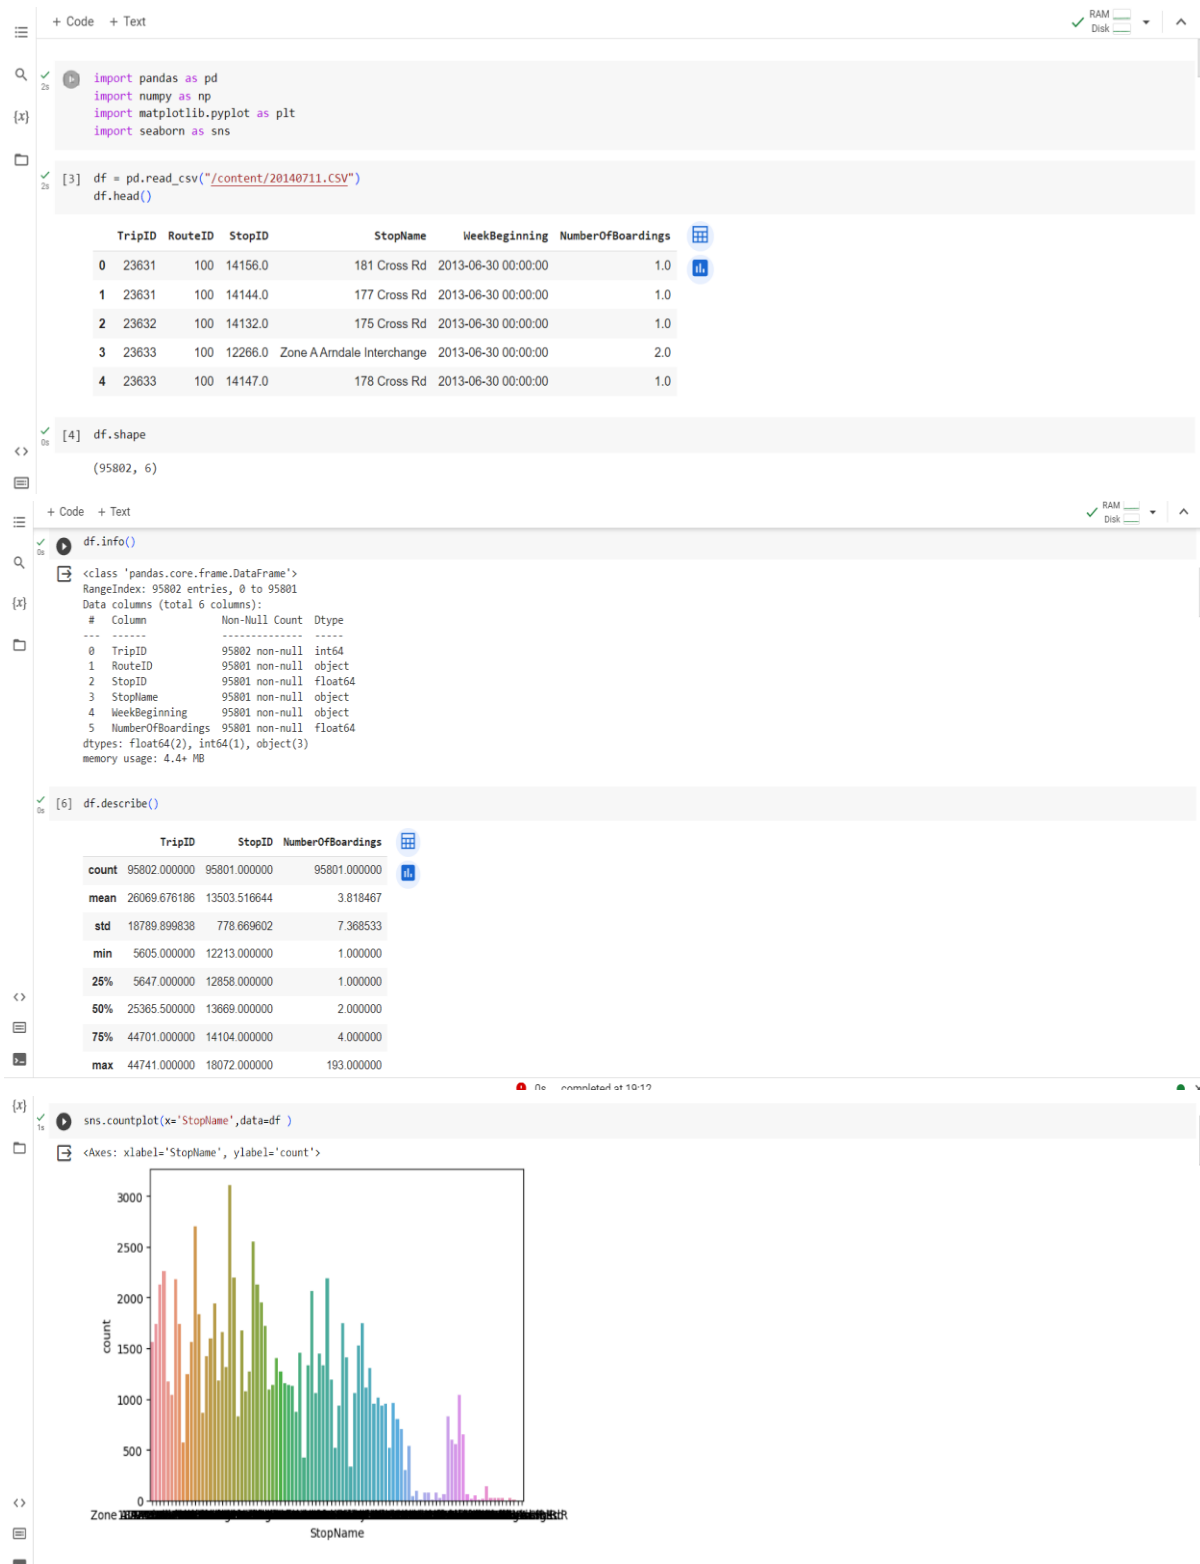 + Code + Text
RAM
Disk
2s
import pandas as pd
import numpy as np
import matplotlib.pyplot as plt
import seaborn as sns
{x}
2s
[3] df = pd.read_csv("/content/20140711.CSV")
df.head()
TripID RouteID StopID StopName WeekBeginning NumberOfBoardings
0 23631 100 14156.0 181 Cross Rd 2013-06-30 00:00:00 1.0
1 23631 100 14144.0 177 Cross Rd 2013-06-30 00:00:00 1.0
2 23632 100 14132.0 175 Cross Rd 2013-06-30 00:00:00 1.0
3 23633 100 12266.0 Zone A Arndale Interchange 2013-06-30 00:00:00 2.0
4 23633 100 14147.0 178 Cross Rd 2013-06-30 00:00:00 1.0
0s
[4] df.shape
<>
(95802, 6)
+ Code + Text
RAM
Disk
0s
df.info()
<class 'pandas.core.frame.DataFrame'>
RangeIndex: 95802 entries, 0 to 95801
{x}
Data columns (total 6 columns):
# Column Non-Null Count Dtype
--- ------ -------------- -----
0 TripID 95802 non-null int64
1 RouteID 95801 non-null object
2 StopID 95801 non-null float64
3 StopName 95801 non-null object
4 WeekBeginning 95801 non-null object
5 NumberOfBoardings 95801 non-null float64
dtypes: float64(2), int64(1), object(3)
memory usage: 4.4+ MB
0s
[6] df.describe()
TripID StopID NumberOfBoardings
count 95802.000000 95801.000000 95801.000000
mean 26069.676186 13503.516644 3.818467
std 18789.899838 778.669602 7.368533
min 5605.000000 12213.000000 1.000000
25% 5647.000000 12858.000000 1.000000
<>
50% 25365.500000 13669.000000 2.000000
75% 44701.000000 14104.000000 4.000000
max 44741.000000 18072.000000 193.000000
0s completed at 19:12
{x}
1s
sns.countplot(x='StopName',data=df )
<Axes: xlabel='StopName', ylabel='count'>
3000
2500
2000
count
1500
1000
500
0
<>
Zone
StopName